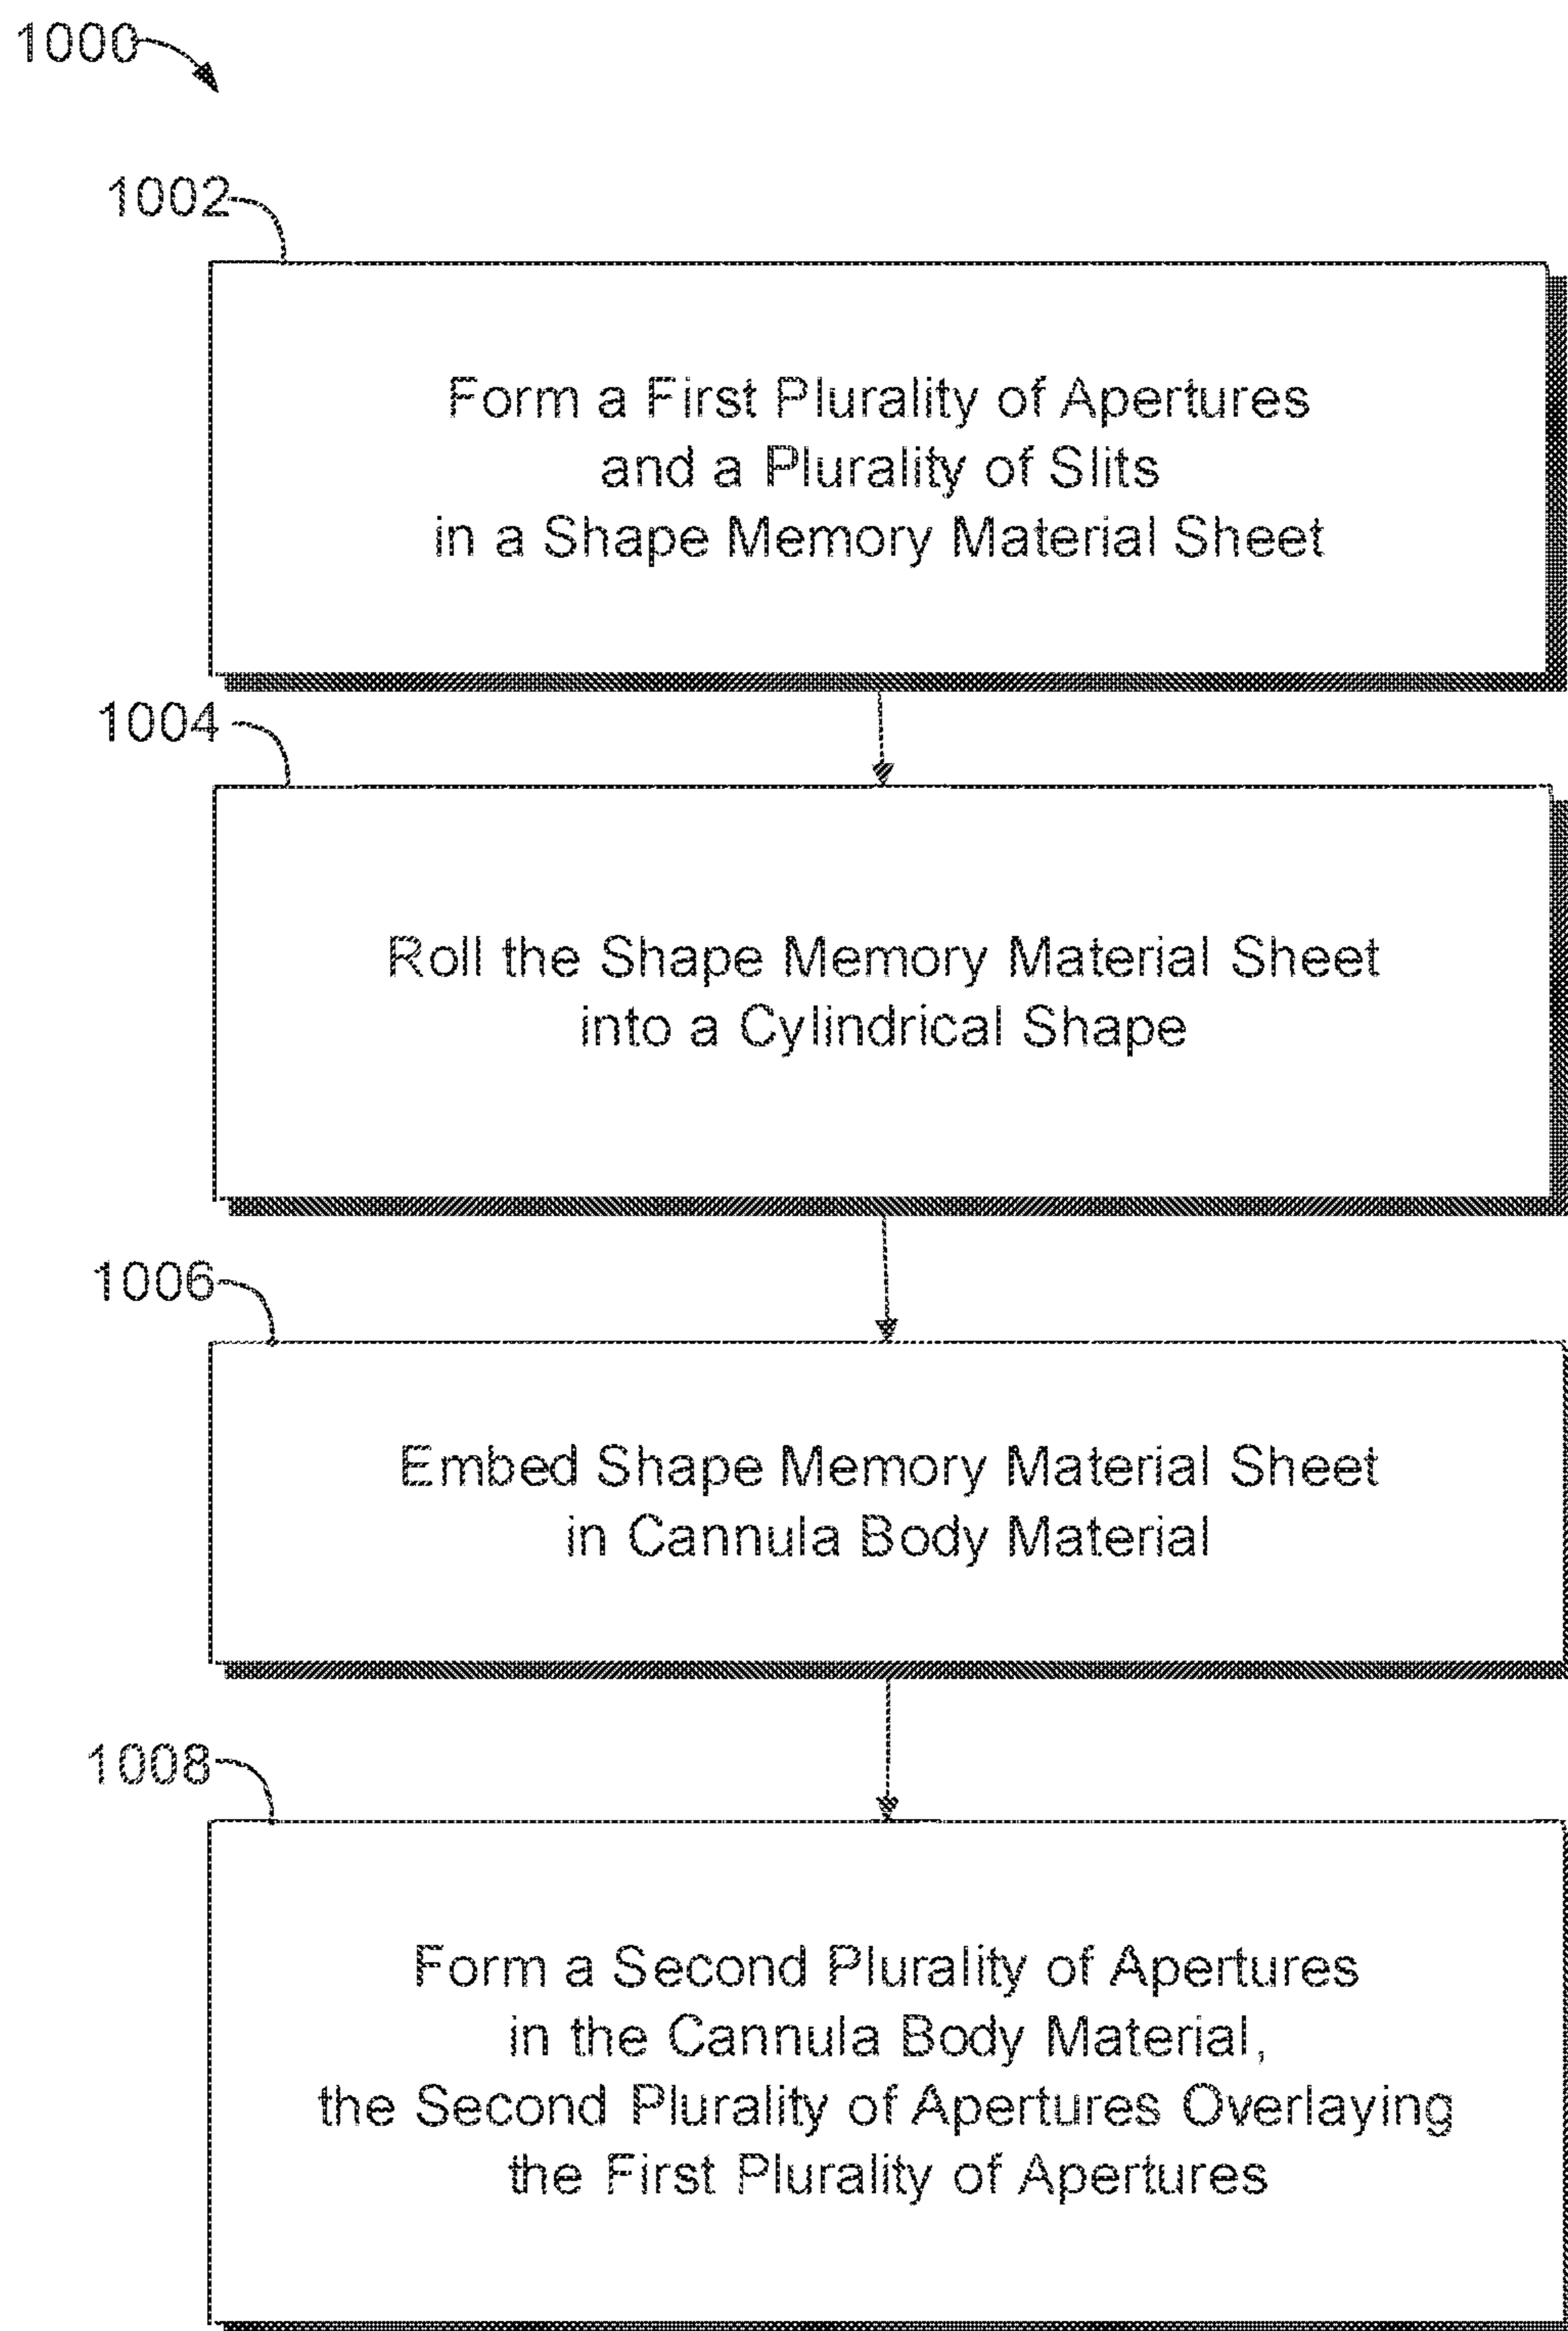 1000
1002
Form a First Plurality of Apertures
and a Plurality of Slits
in a Shape Memory Material Sheet
1004
Roll the Shape Memory Material Sheet
into a Cylindrical Shape
1006
Embed Shape Memory Material Sheet
in Cannula Body Material
1008
Form a Second Plurality of Apertures
in the Cannula Body Material,
the Second Plurality of Apertures Overlaying
the First Plurality of Apertures